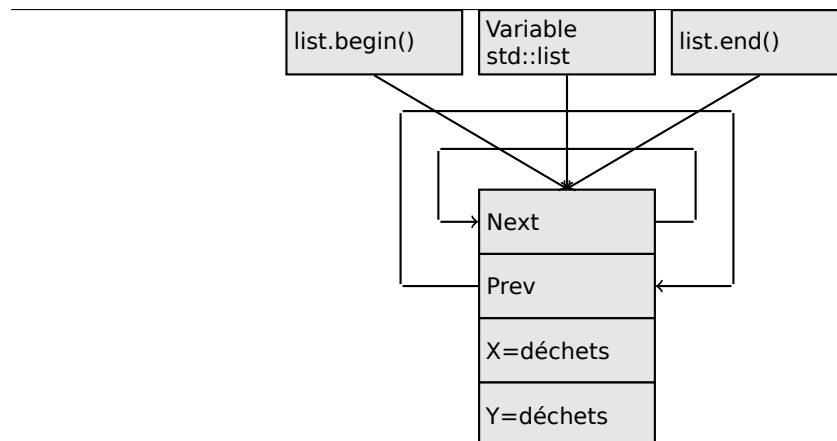 list.begin()
Variable
std::list
list.end()
Next
Prev
X=déchets
Y=déchets